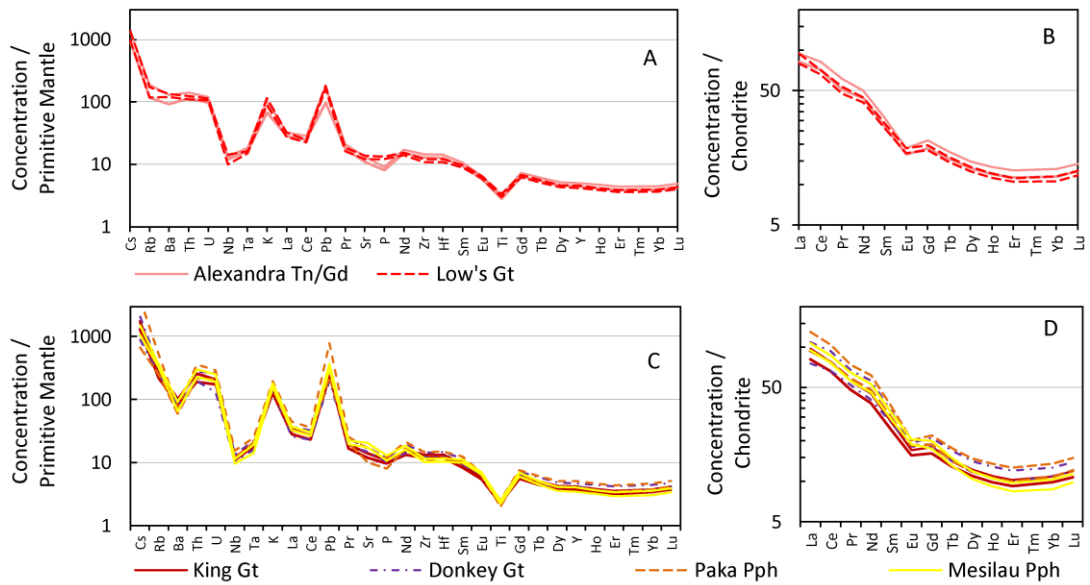 A
Concentration /
Primitive Mantle
1000
100
10
1
Cs Rb Ba Th U Nb Ta K La Ce Pb Pr Sr P Nd Zr Hf Sm Eu Ti Gd Tb Dy Y Ho Er Tm Yb Lu
B
Concentration /
Chondrite
50
5
La Ce Pr Nd Sm Eu Gd Tb Dy Ho Er Tm Yb Lu
Alexandra Tn/Gd Low's Gt
C
Concentration /
Primitive Mantle
1000
100
10
1
Cs Rb Ba Th U Nb Ta K La Ce Pb Pr Sr P Nd Zr Hf Sm Eu Ti Gd Tb Dy Y Ho Er Tm Yb Lu
D
Concentration /
Chondrite
50
5
La Ce Pr Nd Sm Eu Gd Tb Dy Ho Er Tm Yb Lu
King Gt Donkey Gt Paka Pph Mesilau Pph